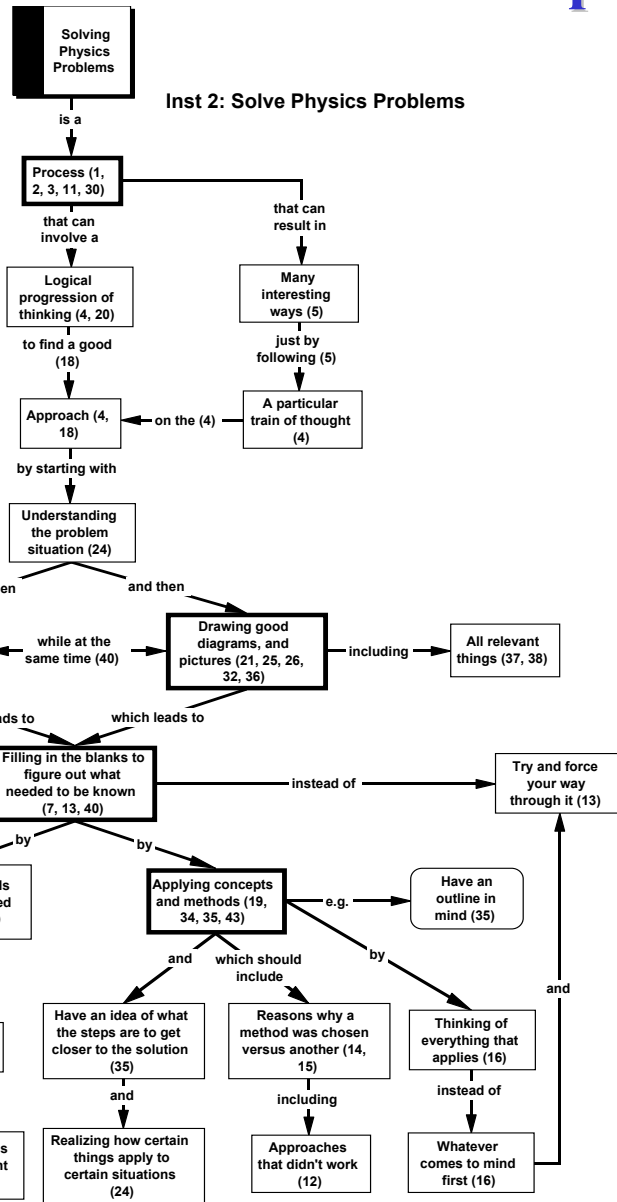 Solving
Physics
Problems
Inst 2: Solve Physics Problems
is a
Process (1,
2, 3, 11, 30)
that can
involve a
that can
result in
Logical
progression of
thinking (4, 20)
Many
interesting
ways (5)
to find a good
(18)
just by
following (5)
Approach (4,
18)
on the (4)
A particular
train of thought
(4)
by starting with
Understanding
the problem
situation (24)
and then
Drawing good
diagrams, and
pictures (21, 25, 26,
32, 36)
while at the
same time (40)
including
All relevant
things (37, 38)
to
which leads to
Filling in the blanks to
figure out what
needed to be known
(7, 13, 40)
instead of
Try and force
your way
through it (13)
by
by
Applying concepts
and methods (19,
34, 35, 43)
e.g.
Have an
outline in
mind (35)
and
which should
include
by
and
Have an idea of what
the steps are to get
closer to the solution
(35)
Reasons why a
method was chosen
versus another (14,
15)
Thinking of
everything that
applies (16)
and
including
instead of
Realizing how certain
things apply to
certain situations
(24)
Approaches
that didn't work
(12)
Whatever
comes to mind
first (16)